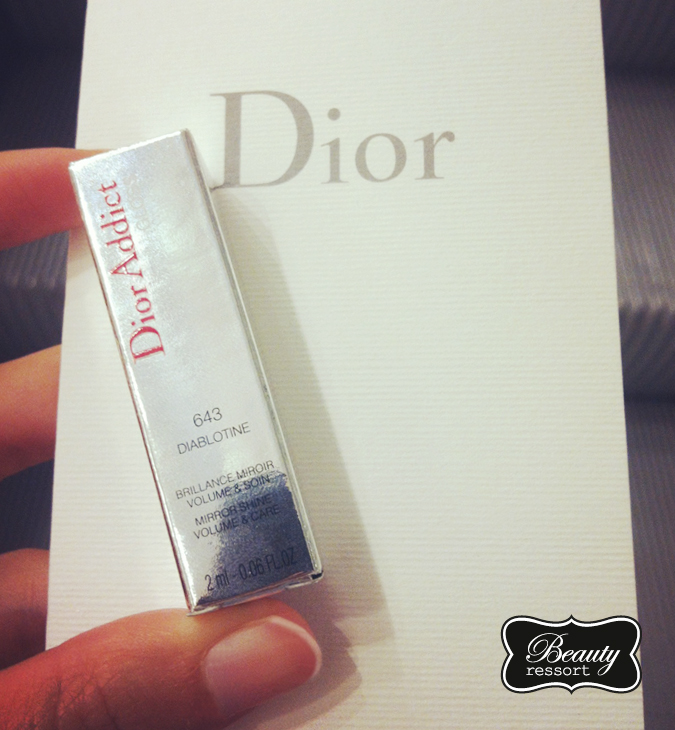 Dior
Dior Addict
643
DIABLOTINE
BRILLANCE MIROIR
VOLUME & SOIN
MIRROR SHINE
VOLUME & CARE
2 ml - 0.06 FL.OZ
Beauty
ressort